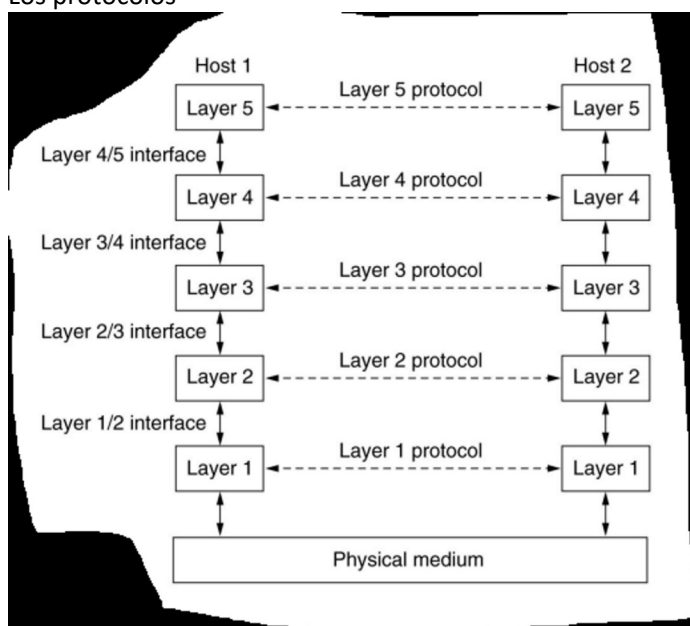 Los protocolos
Host 1 Host 2
Layer 5 protocol
Layer 5 Layer 5
Layer 4/5 interface
Layer 4 protocol
Layer 4 Layer 4
Layer 3/4 interface
Layer 3 protocol
Layer 3 Layer 3
Layer 2/3 interface
Layer 2 protocol
Layer 2 Layer 2
Layer 1/2 interface
Layer 1 protocol
Layer 1 Layer 1
Physical medium